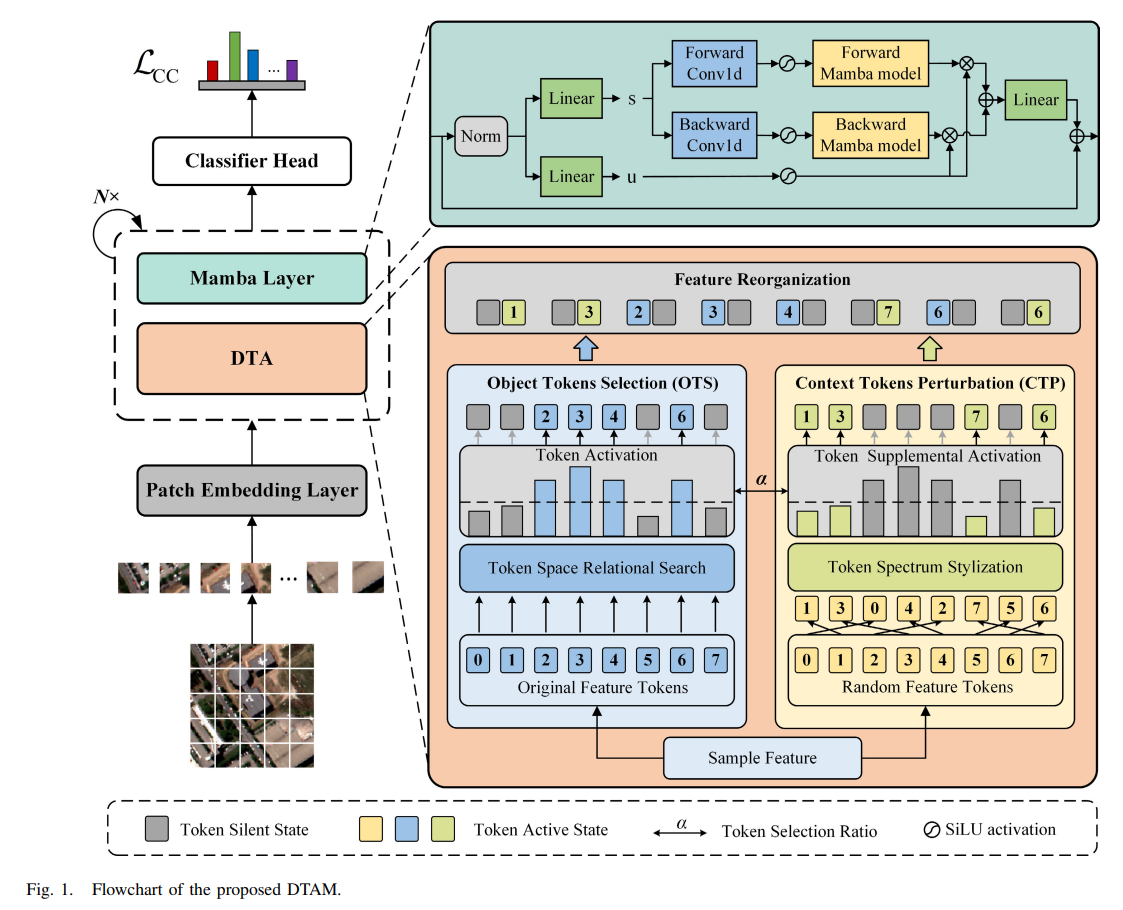 ℒCC
...
Classifier Head
N×
Mamba Layer
DTA
Patch Embedding Layer
...
Norm
Linear
s
Forward
Conv1d
Forward
Mamba model
Backward
Conv1d
Backward
Mamba model
Linear
u
Linear
Feature Reorganization
1 3 2 3 4 7 6 6
Object Tokens Selection (OTS)
2 3 4 6
Token Activation
Token Space Relational Search
0 1 2 3 4 5 6 7
Original Feature Tokens
α
Context Tokens Perturbation (CTP)
1 3 7 6
Token Supplemental Activation
Token Spectrum Stylization
1 3 0 4 2 7 5 6
0 1 2 3 4 5 6 7
Random Feature Tokens
Sample Feature
Token Silent State
Token Active State
α
Token Selection Ratio
SiLU activation
Fig. 1. Flowchart of the proposed DTAM.